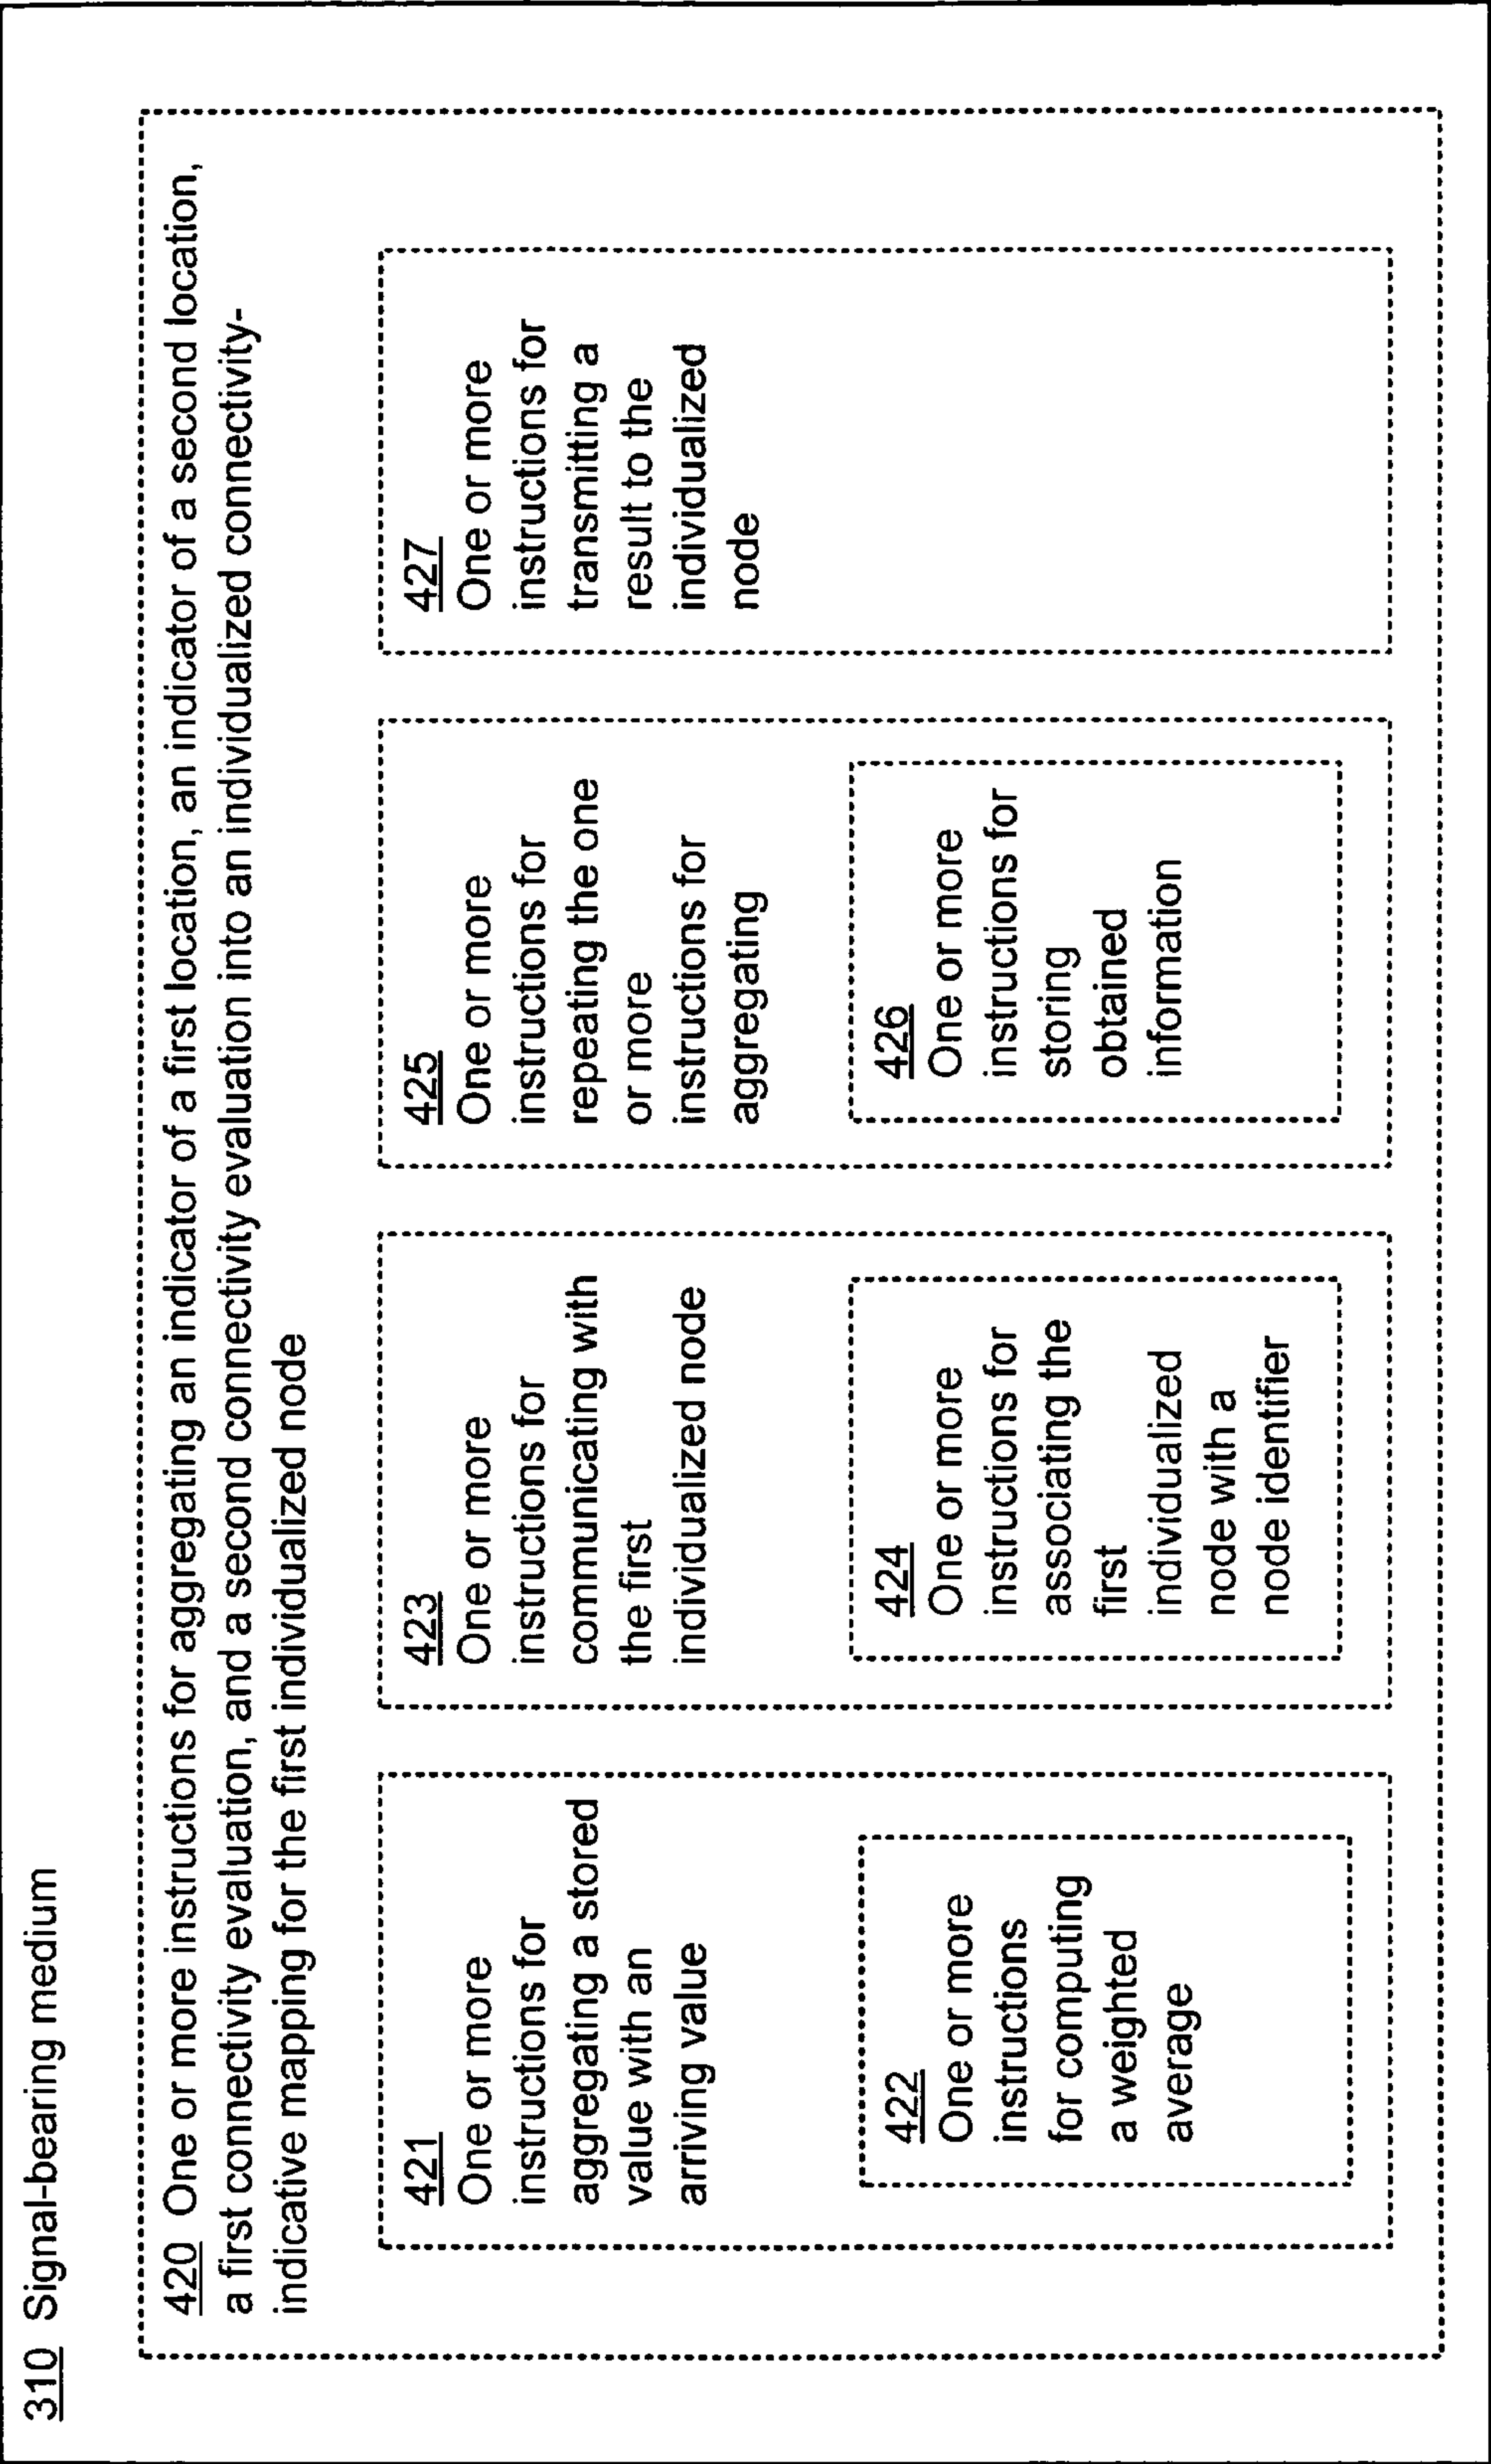 310 Signal-bearing medium
420 One or more instructions for aggregating an indicator of a first location, an indicator of a second location,
a first connectivity evaluation, and a second connectivity evaluation into an individualized connectivity-
indicative mapping for the first individualized node
421
One or more
instructions for
aggregating a stored
value with an
arriving value
422
One or more
instructions
for computing
a weighted
average
423
One or more
instructions for
communicating with
the first
individualized node
424
One or more
instructions for
associating the
first
individualized
node with a
node identifier
425
One or more
instructions for
repeating the one
or more
instructions for
aggregating
426
One or more
instructions for
storing
obtained
information
427
One or more
instructions for
transmitting a
result to the
individualized
node